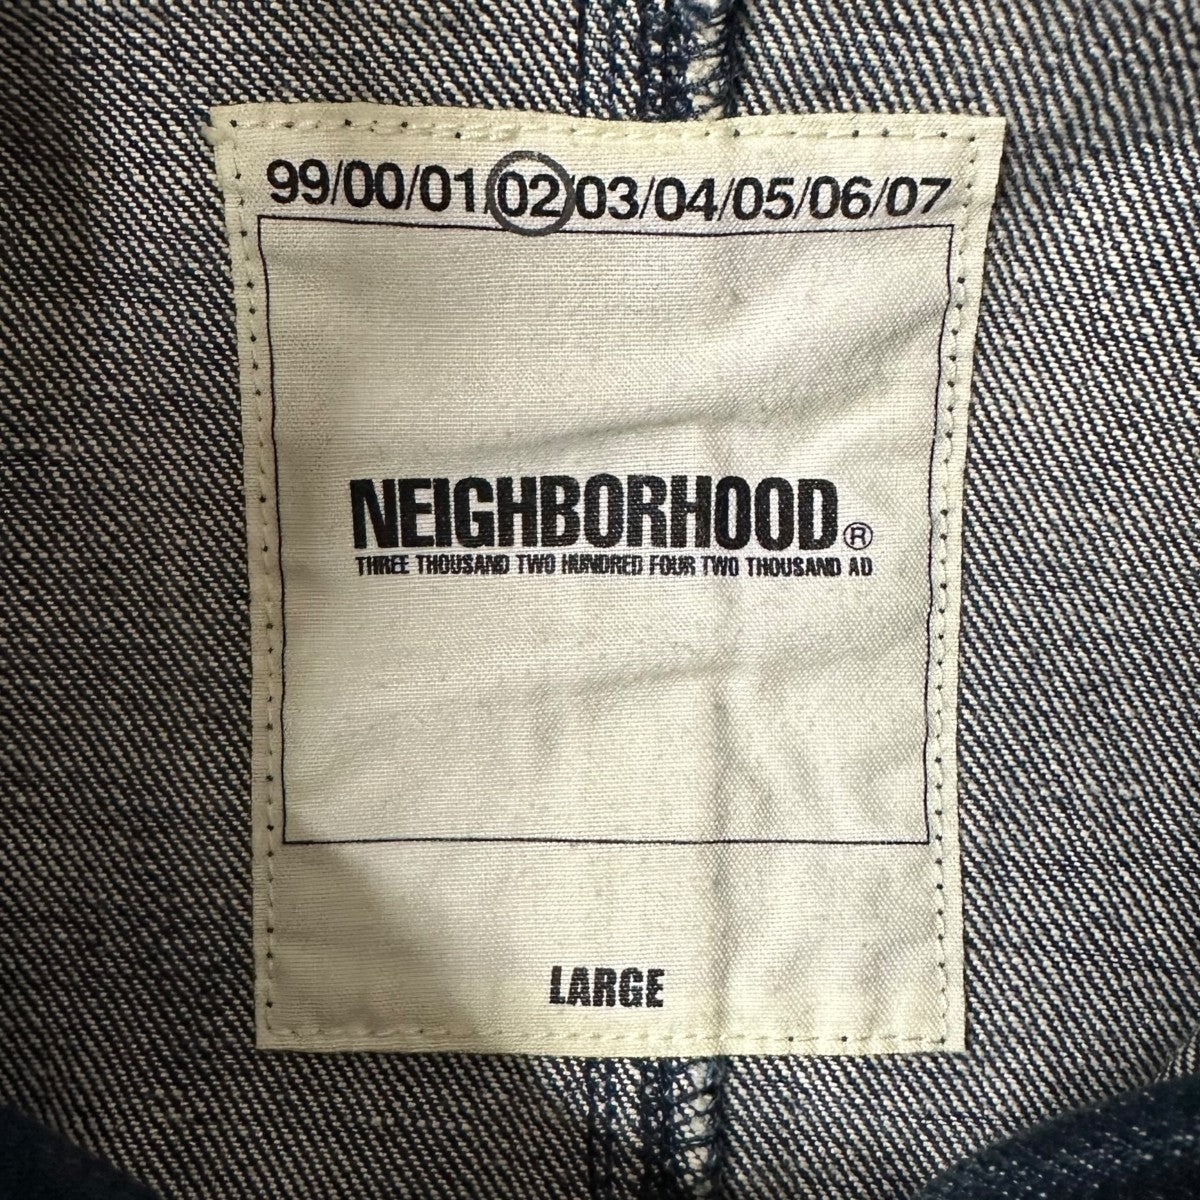 99/00/01/02/03/04/05/06/07
NEIGHBORHOOD®
THREE THOUSAND TWO HUNDRED FOUR TWO THOUSAND AD
LARGE